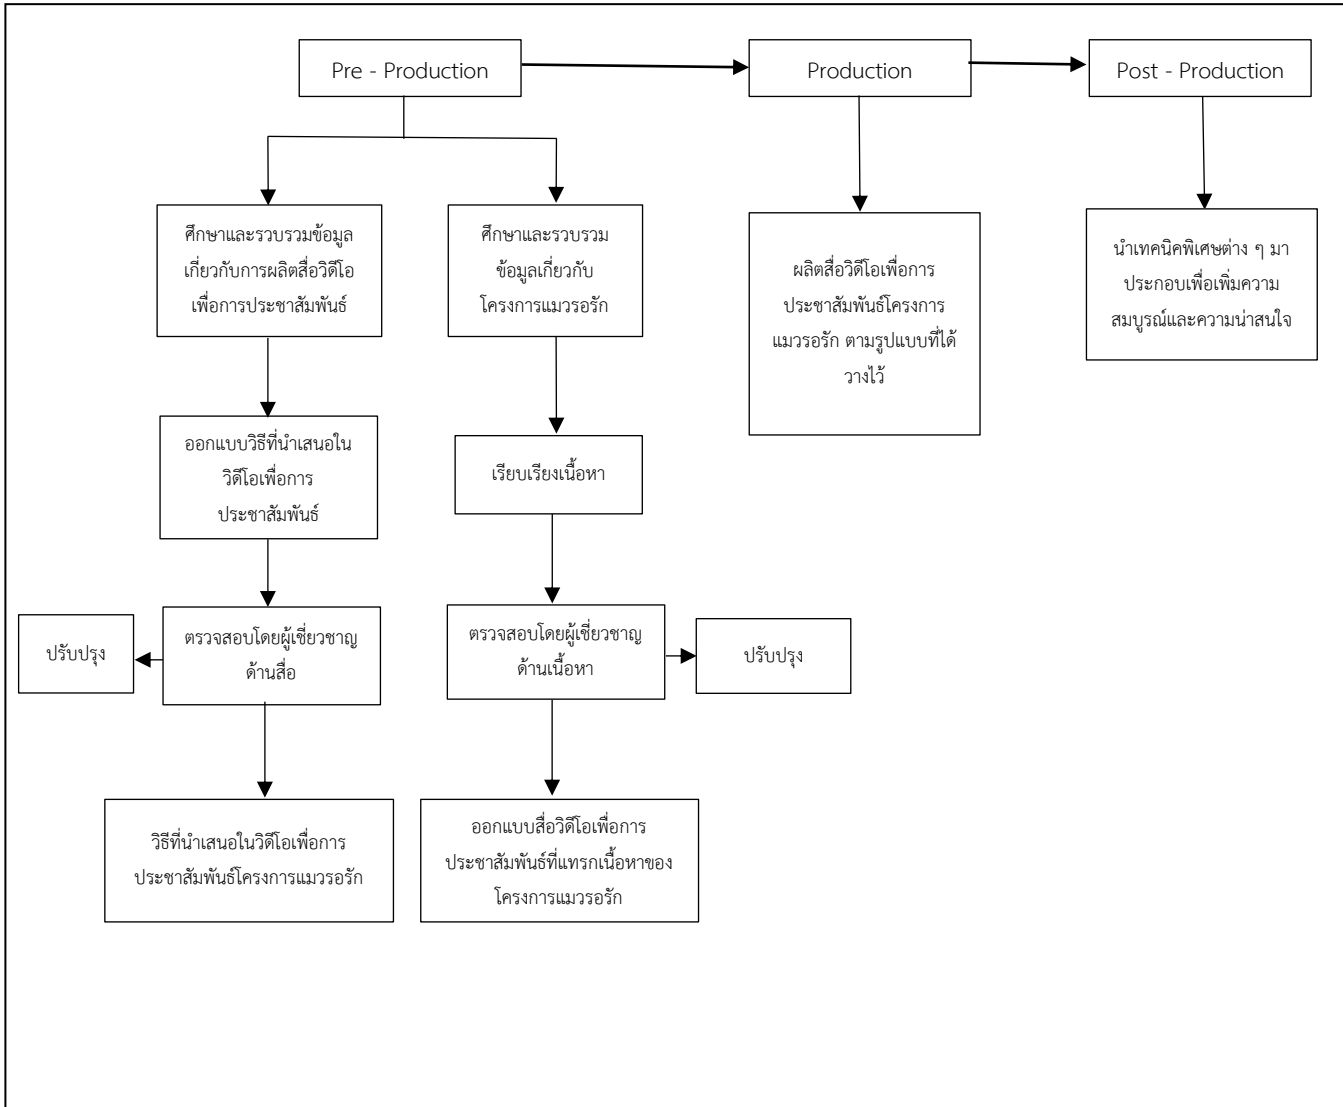 Pre - Production
Production
Post - Production
ศึกษาและรวบรวมข้อมูล
เกี่ยวกับการผลิตสื่อวิดีโอ
เพื่อการประชาสัมพันธ์
ศึกษาและรวบรวม
ข้อมูลเกี่ยวกับ
โครงการแมวรอรัก
ผลิตสื่อวิดีโอเพื่อการ
ประชาสัมพันธ์โครงการ
แมวรอรัก ตามรูปแบบที่ได้
วางไว้
นำเทคนิคพิเศษต่าง ๆ มา
ประกอบเพื่อเพิ่มความ
สมบูรณ์และความน่าสนใจ
ออกแบบวิธีที่นำเสนอใน
วิดีโอเพื่อการ
ประชาสัมพันธ์
เรียบเรียงเนื้อหา
ปรับปรุง
ตรวจสอบโดยผู้เชี่ยวชาญ
ด้านสื่อ
ตรวจสอบโดยผู้เชี่ยวชาญ
ด้านเนื้อหา
ปรับปรุง
วิธีที่นำเสนอในวิดีโอเพื่อการ
ประชาสัมพันธ์โครงการแมวรอรัก
ออกแบบสื่อวิดีโอเพื่อการ
ประชาสัมพันธ์ที่แทรกเนื้อหาของ
โครงการแมวรอรัก